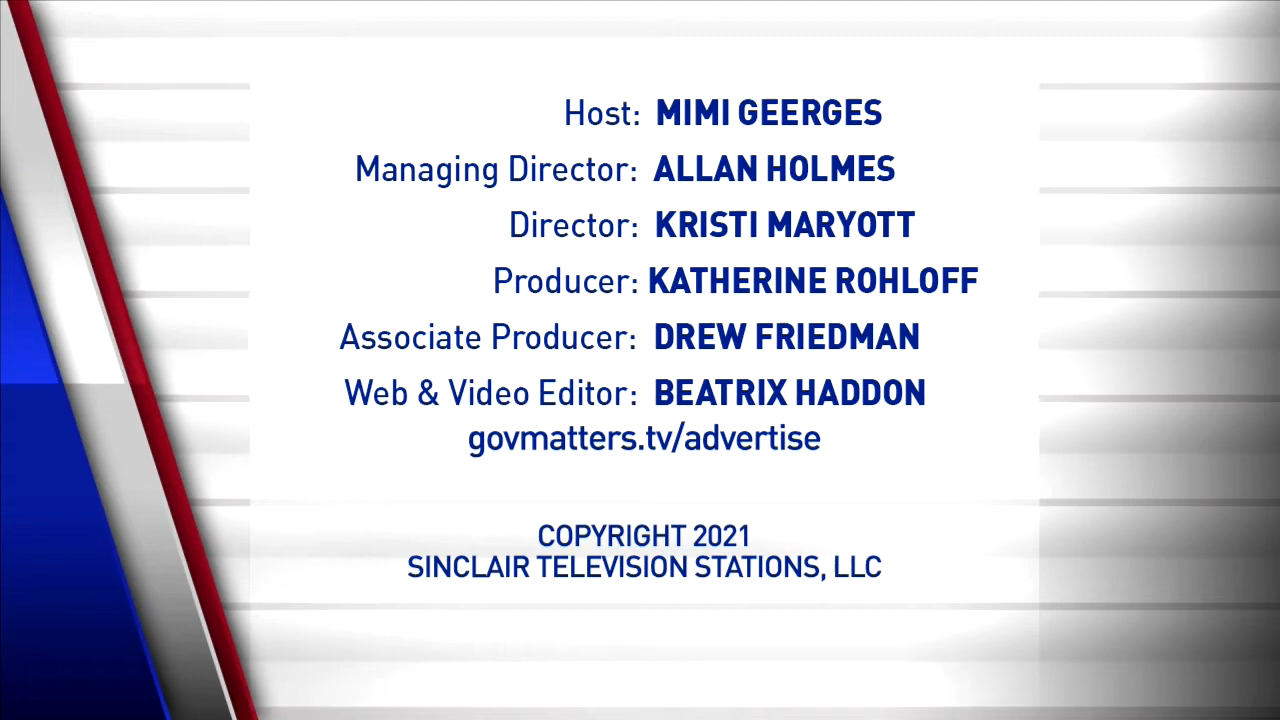 Host: MIMI GEERGES
Managing Director: ALLAN HOLMES
Director: KRISTI MARYOTT
Producer: KATHERINE ROHLOFF
Associate Producer: DREW FRIEDMAN
Web & Video Editor: BEATRIX HADDON
govmatters.tv/advertise
COPYRIGHT 2021
SINCLAIR TELEVISION STATIONS, LLC